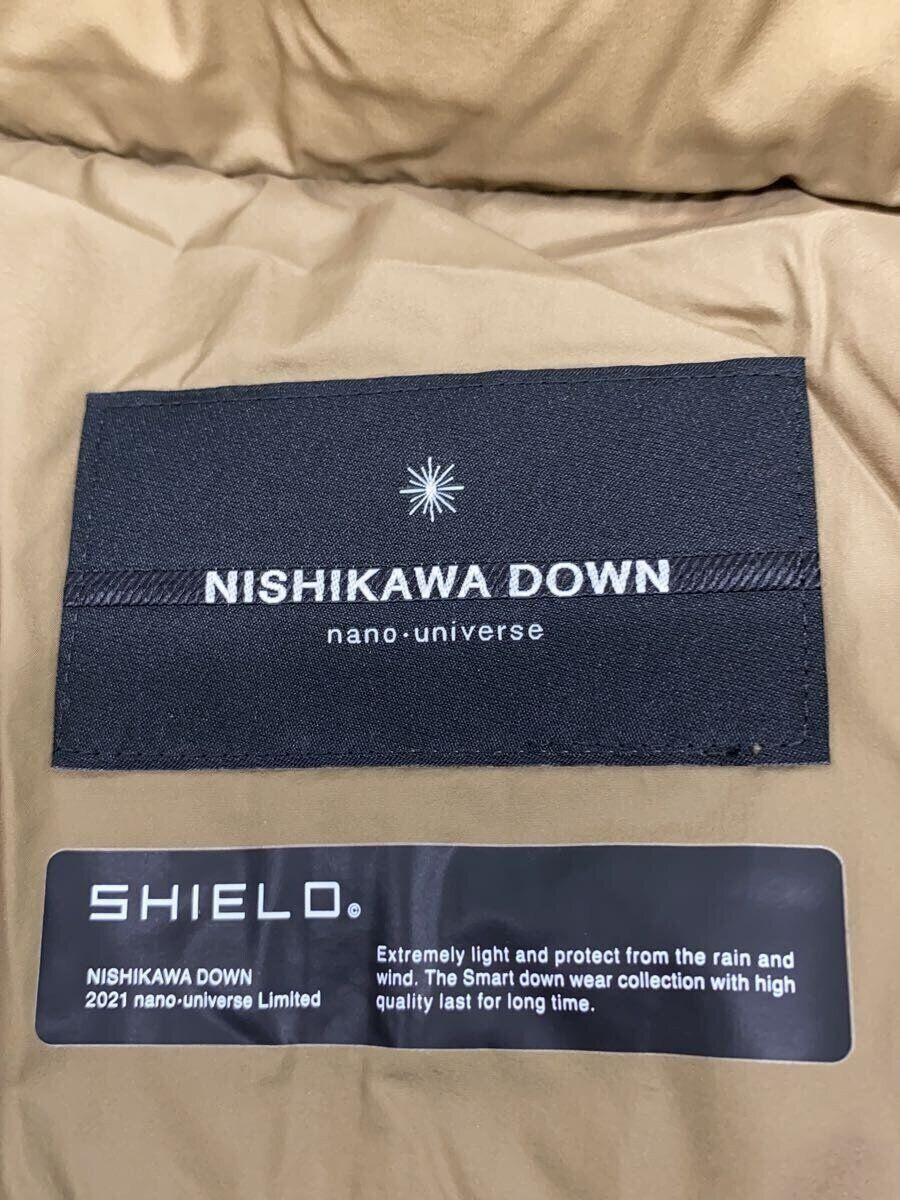 NISHIKAWA DOWN
nano·universe
SHIELD©
NISHIKAWA DOWN
2021 nano·universe Limited
Extremely light and protect from the rain and
wind. The Smart down wear collection with high
quality last for long time.